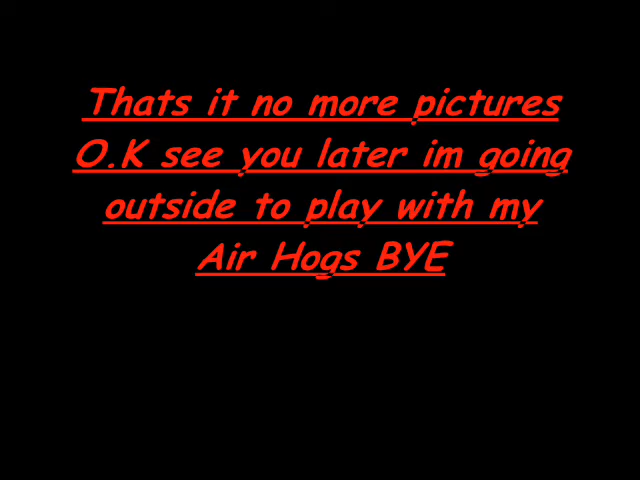 Thats it no more pictures
O.K see you later im going
outside to play with my
Air Hogs BYE